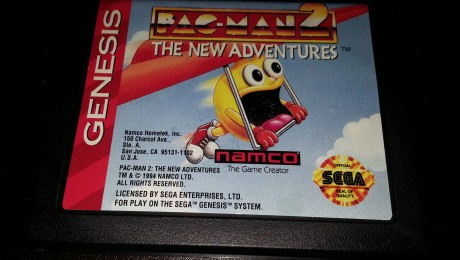 GENESIS
PAC-MAN 2
THE NEW ADVENTURES™
Namco Hometek, Inc.
150 Charcot Ave.,
Ste. A,
San Jose, CA 95131-1102
U.S.A.
PAC-MAN 2: THE NEW ADVENTURES
TM & © 1994 NAMCO LTD.
ALL RIGHTS RESERVED.
LICENSED BY SEGA ENTERPRISES, LTD.
FOR PLAY ON THE SEGA™ GENESIS™ SYSTEM.
namco
The Game Creator
OFFICIAL
SEGA
SEAL OF
QUALITY